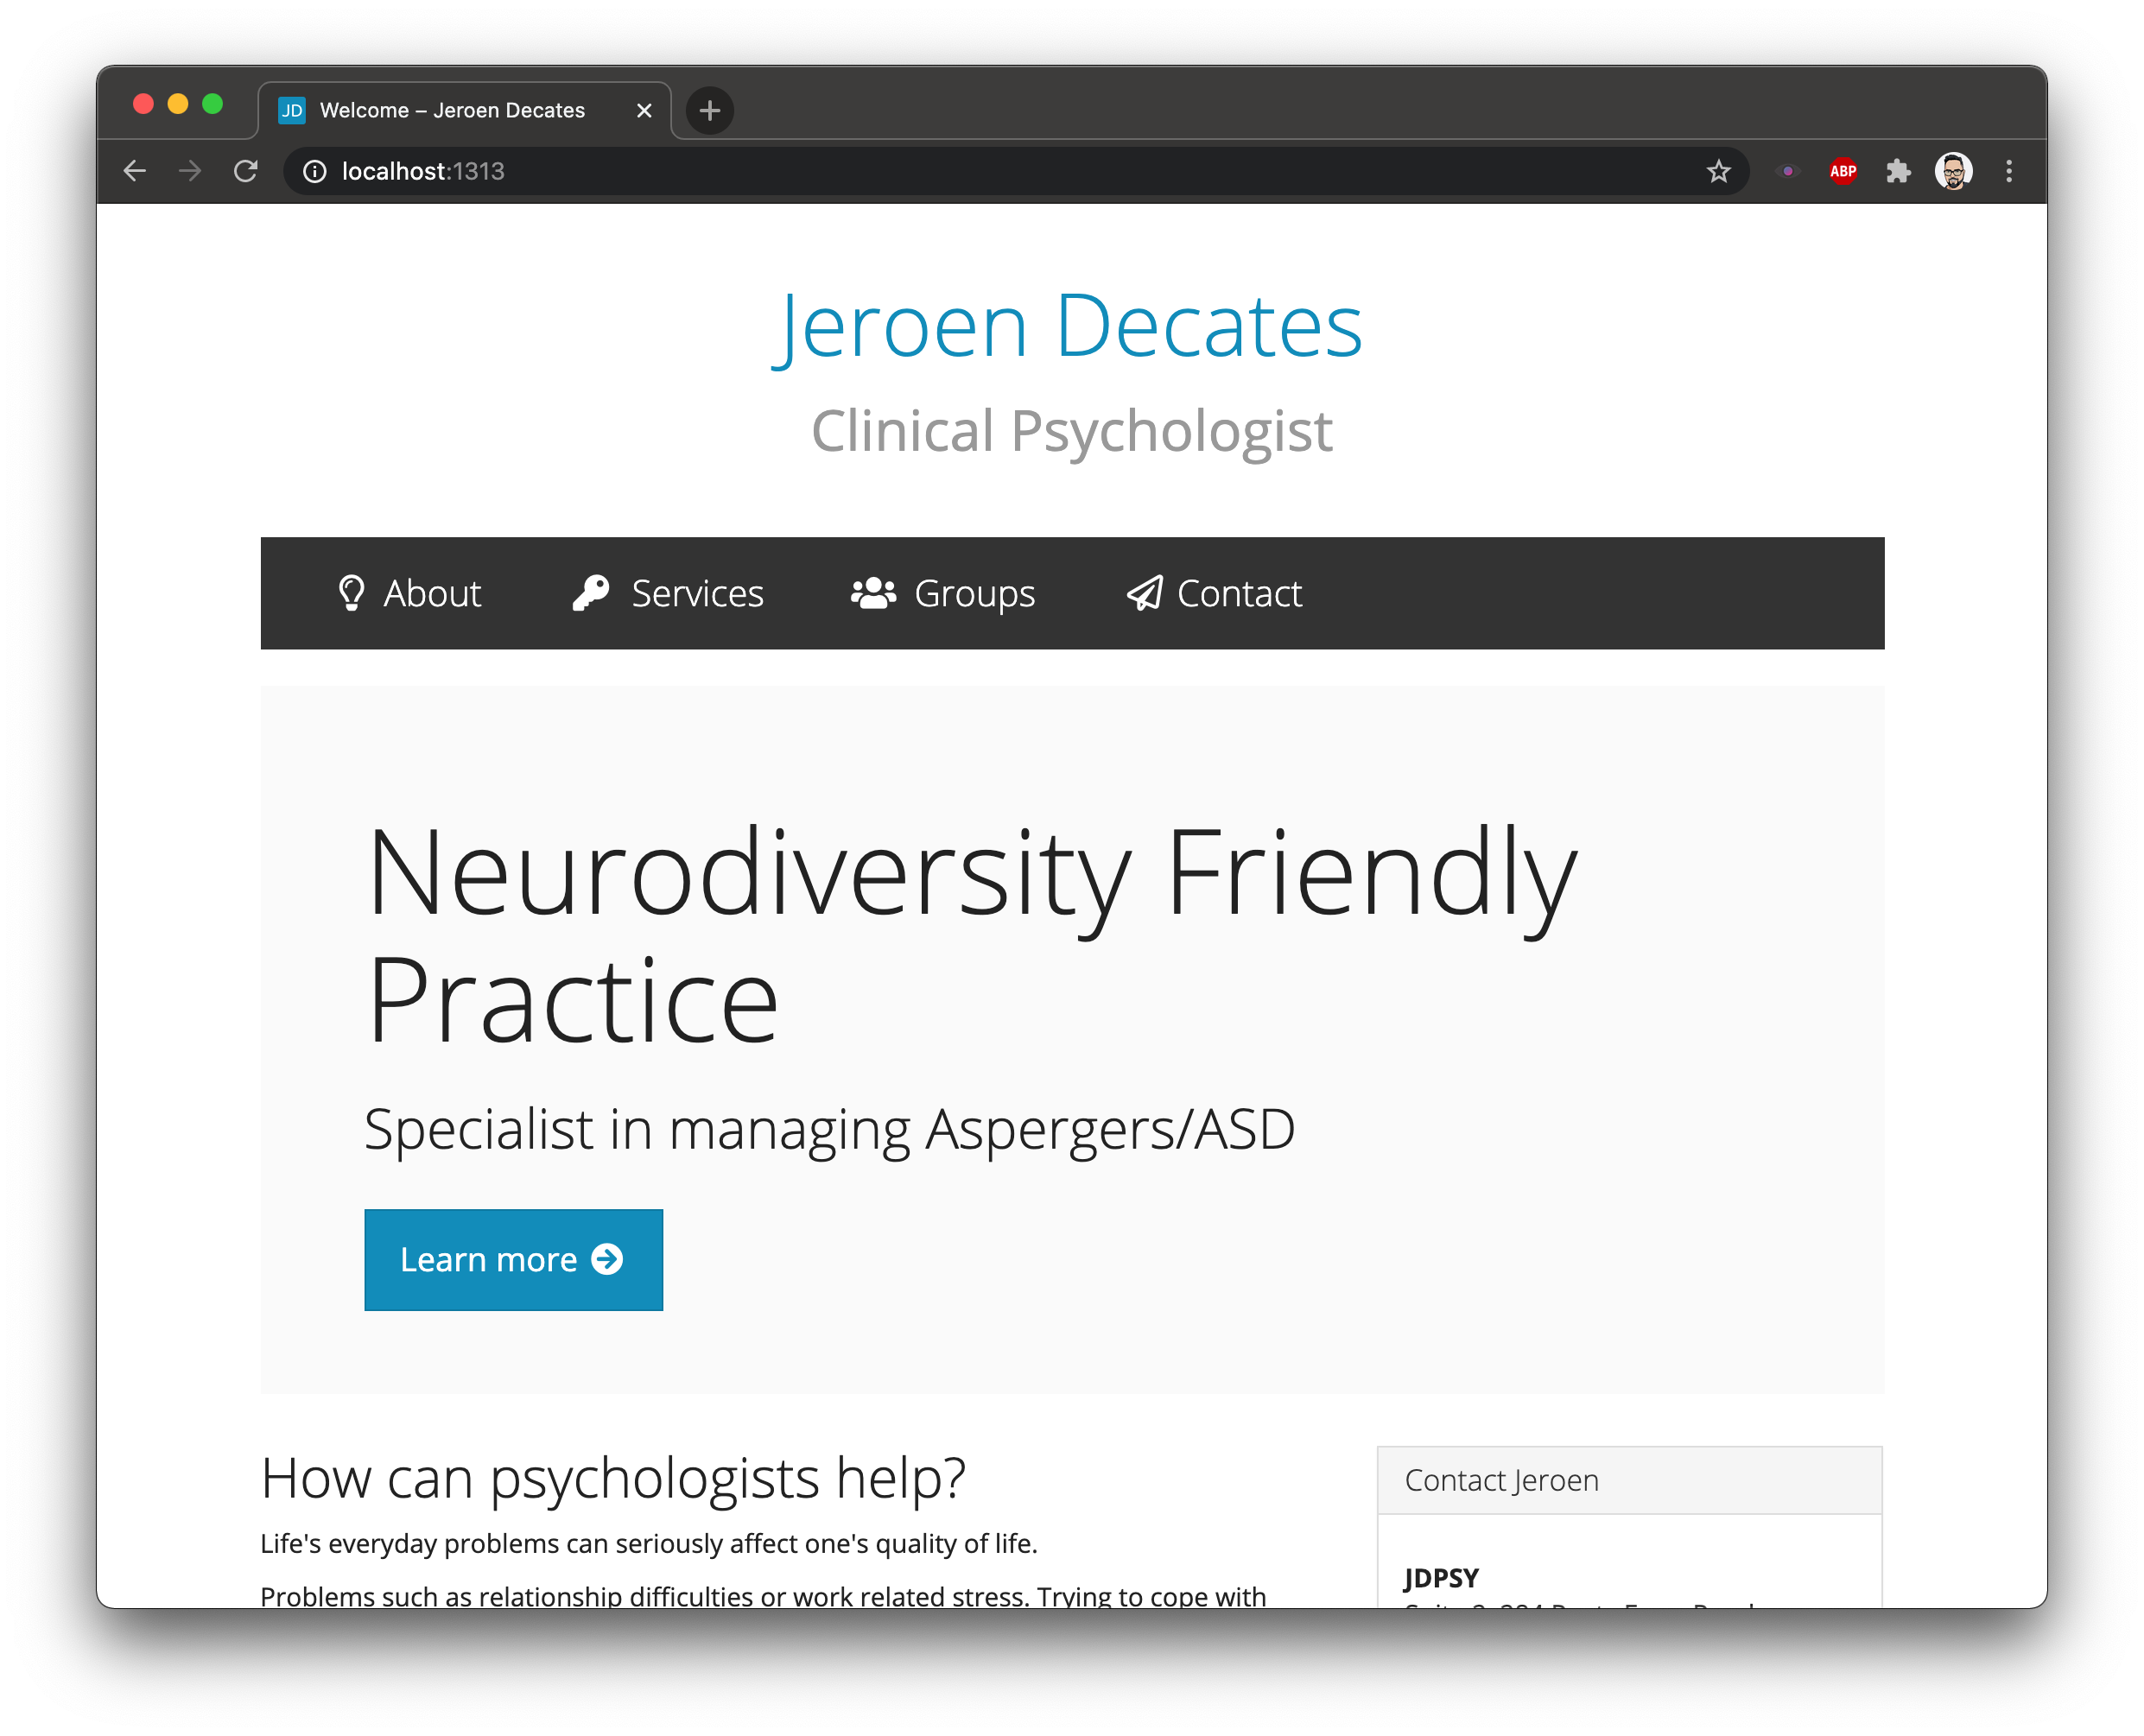 JD Welcome – Jeroen Decates
localhost:1313
ABP
Jeroen Decates
Clinical Psychologist
About Services Groups Contact
Neurodiversity Friendly
Practice
Specialist in managing Aspergers/ASD
Learn more
How can psychologists help?
Life's everyday problems can seriously affect one's quality of life.
Problems such as relationship difficulties or work related stress. Trying to cope with
Contact Jeroen
JDPSY